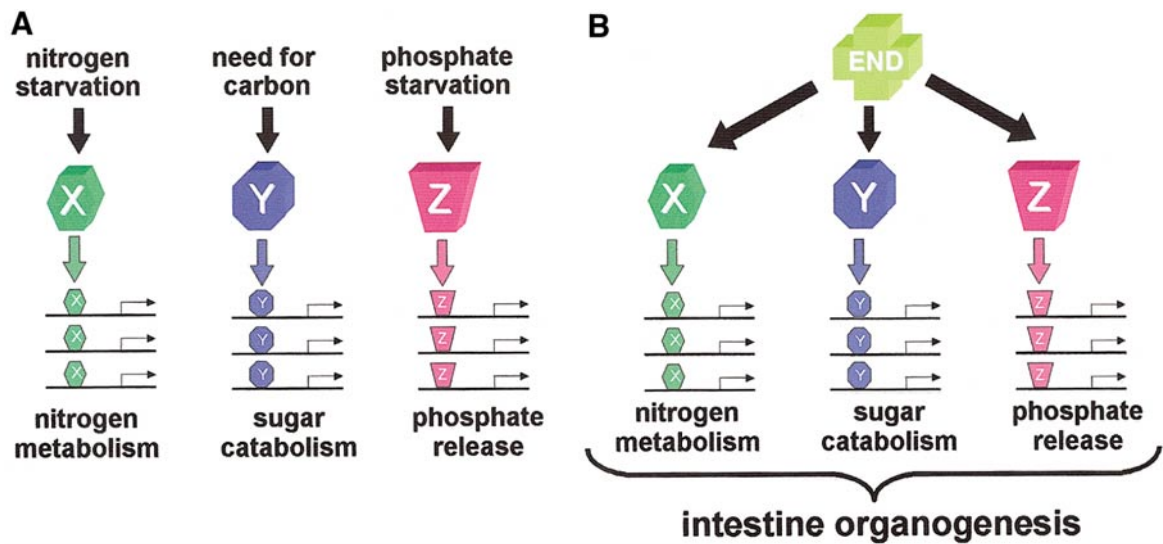 A
nitrogen
starvation
need for
carbon
phosphate
starvation
X
Y
Z
X
Y
Z
X
Y
Z
X
Y
Z
nitrogen
metabolism
sugar
catabolism
phosphate
release
B
END
X
Y
Z
X
Y
Z
X
Y
Z
X
Y
Z
nitrogen
metabolism
sugar
catabolism
phosphate
release
intestine organogenesis